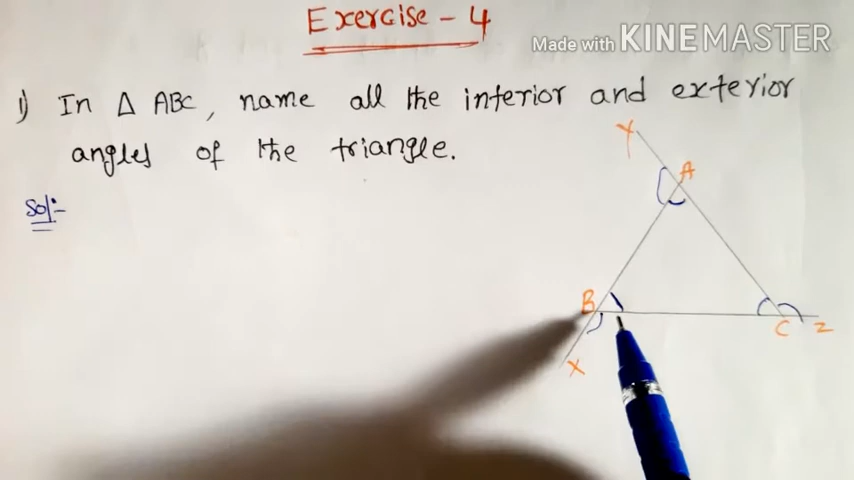 Exercise - 4
Made with KINEMASTER
1) In Δ ABC, name all the interior and exterior
angles of the triangle.
Sol:-
Y
A
B
C
Z
X